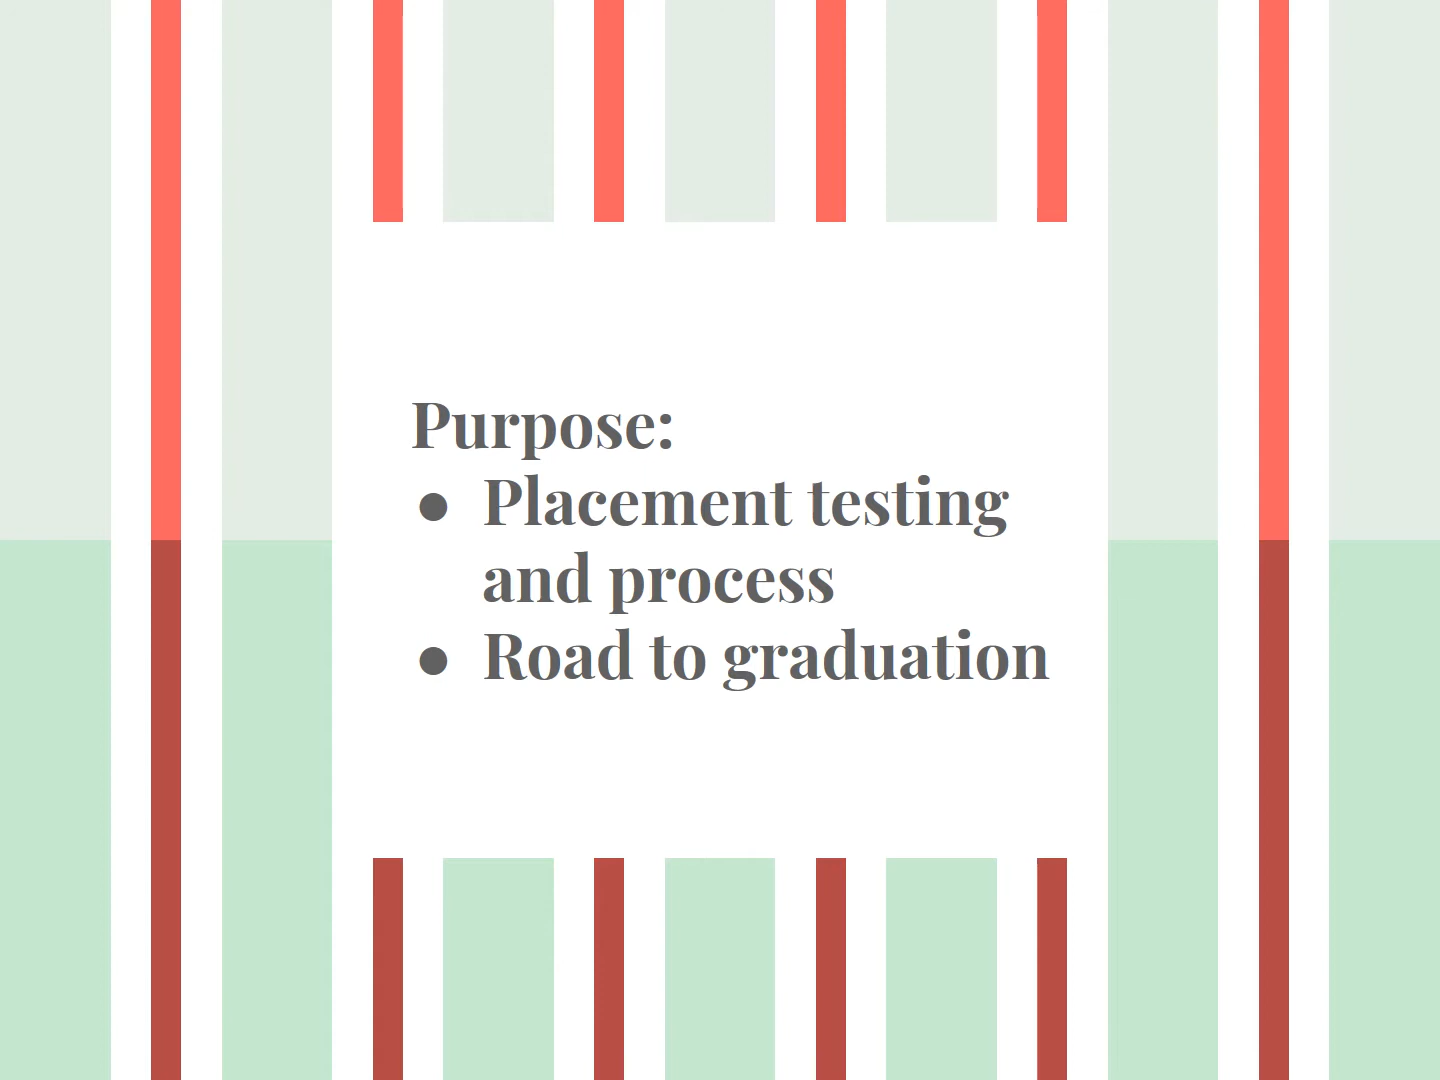 Purpose:
● Placement testing
and process
● Road to graduation